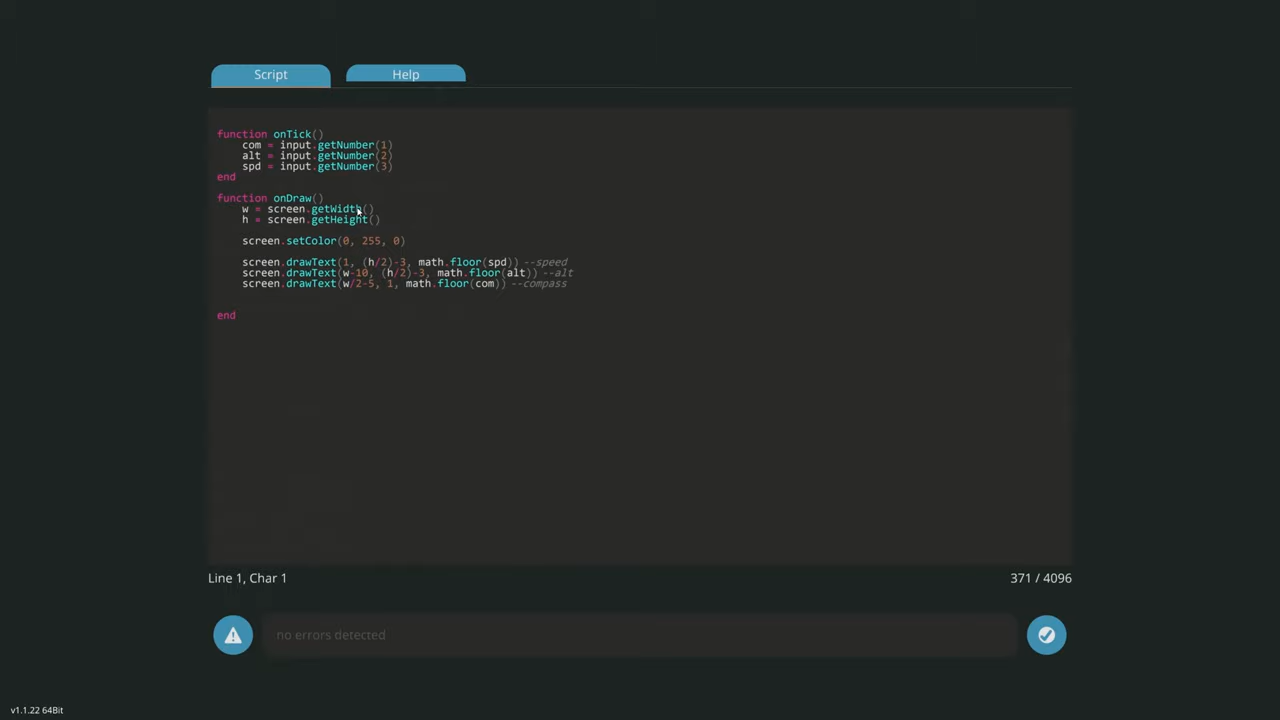 Script Help
function onTick()
com = input.getNumber(1)
alt = input.getNumber(2)
spd = input.getNumber(3)
end
function onDraw()
w = screen.getWidth()
h = screen.getHeight()
screen.setColor(0, 255, 0)
screen.drawText(1, (h/2)-3, math.floor(spd)) --speed
screen.drawText(w-10, (h/2)-3, math.floor(alt)) --alt
screen.drawText(w/2-5, 1, math.floor(com)) --compass
end
Line 1, Char 1 371 / 4096
no errors detected
v1.1.22 64Bit